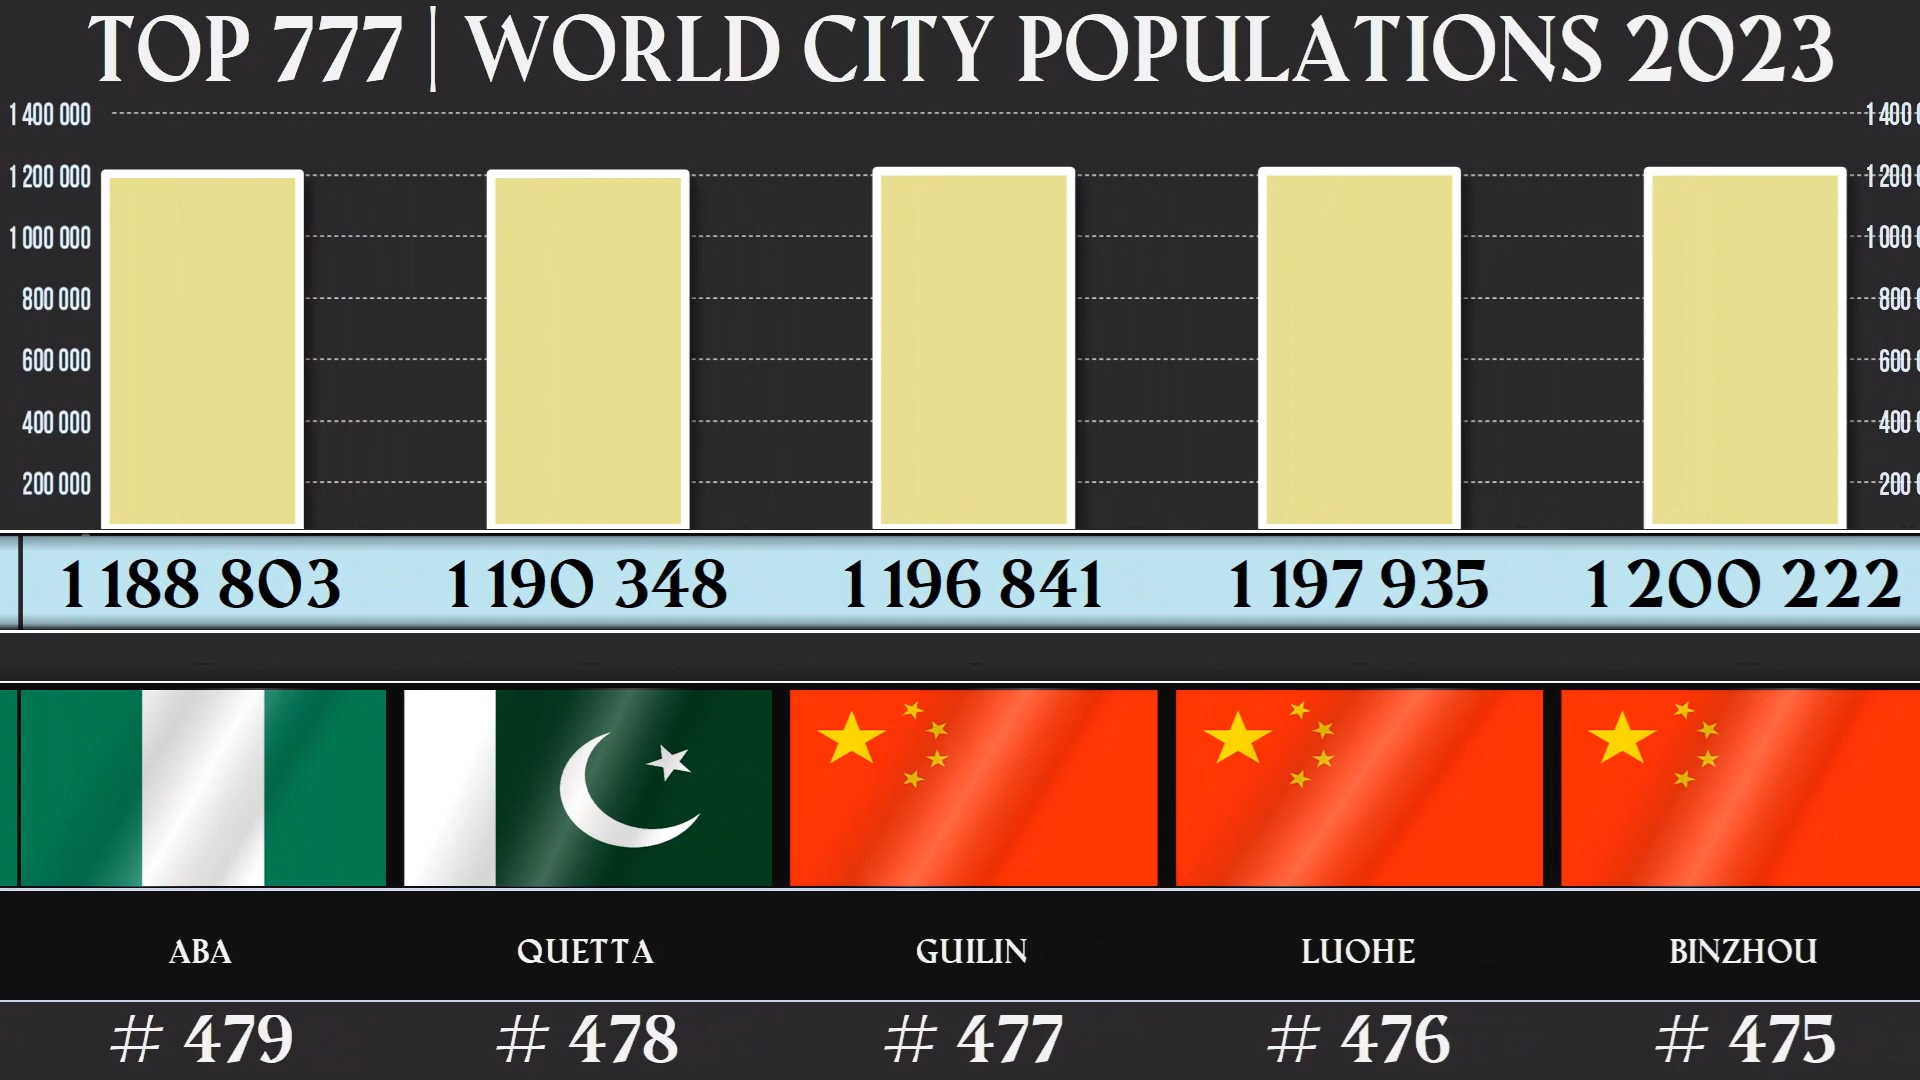 TOP 777 | WORLD CITY POPULATIONS 2023
1 400 000
1 200 000
1 000 000
800 000
600 000
400 000
200 000
1 188 803 1 190 348 1 196 841 1 197 935 1 200 222
ABA QUETTA GUILIN LUOHE BINZHOU
# 479 # 478 # 477 # 476 # 475